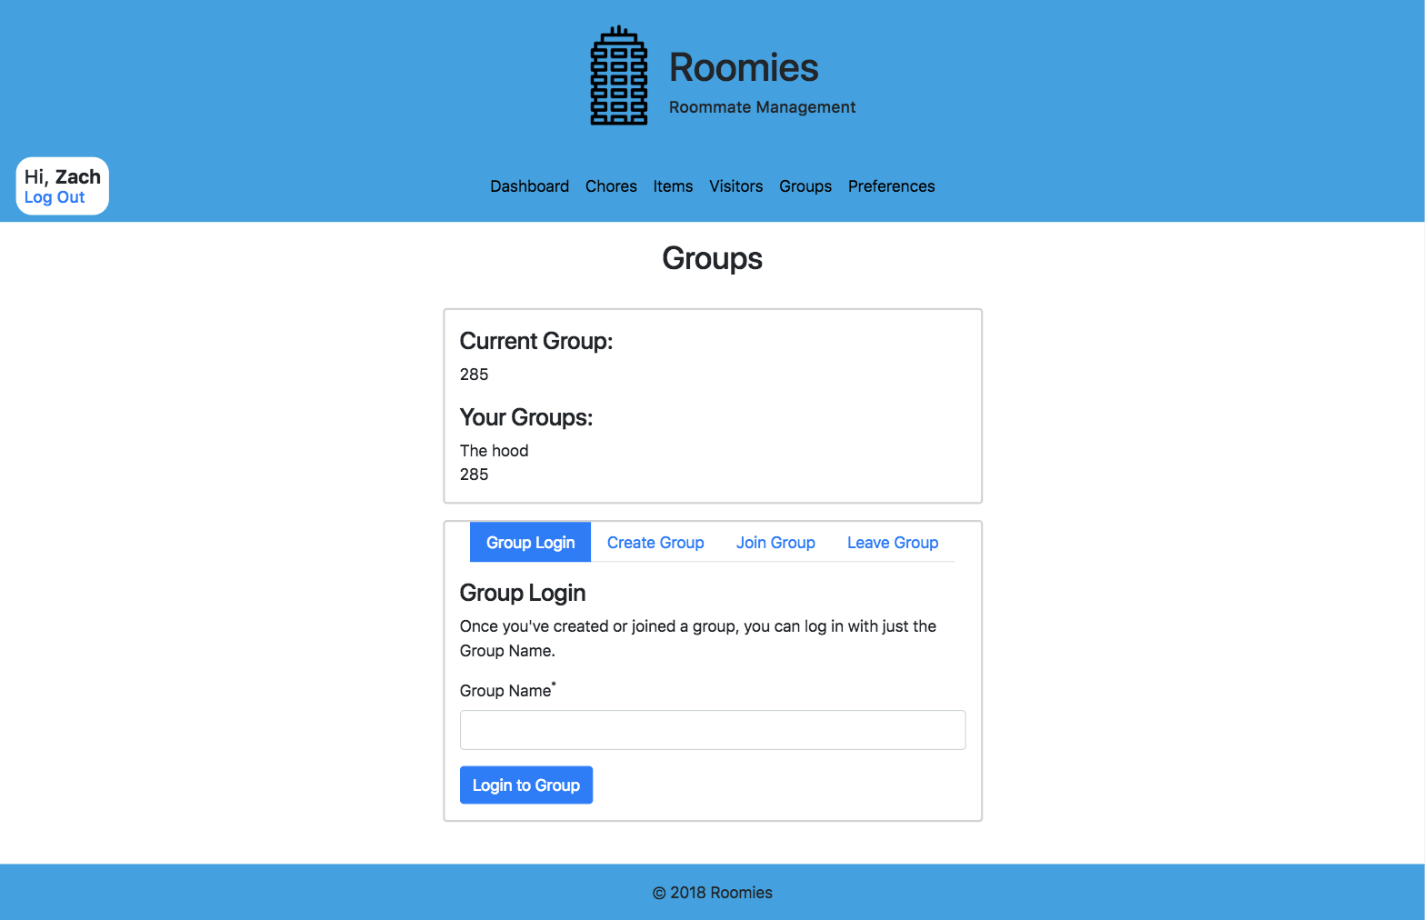 Roomies
Roommate Management
Hi, Zach
Log Out
Dashboard Chores Items Visitors Groups Preferences
Groups
Current Group:
285
Your Groups:
The hood
285
Group Login Create Group Join Group Leave Group
Group Login
Once you've created or joined a group, you can log in with just the
Group Name.
Group Name*
Login to Group
© 2018 Roomies